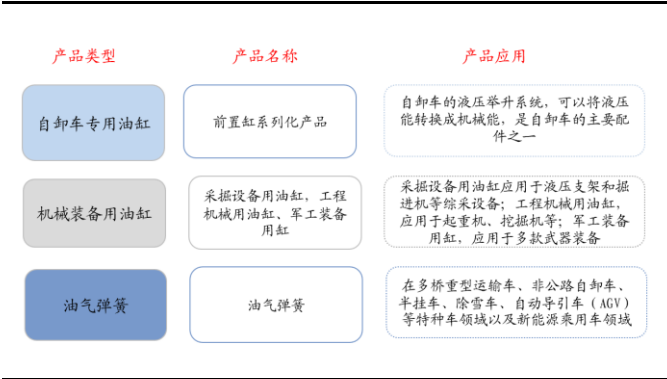 产品类型
产品名称
产品应用
自卸车专用油缸
前置缸系列化产品
自卸车的液压举升系统，可以将液压
能转换成机械能，是自卸车的主要配
件之一
机械装备用油缸
采掘设备用油缸，工程
机械用油缸、军工装备
用缸
采掘设备用油缸应用于液压支架和掘
进机等综采设备；工程机械用油缸，
应用于起重机、挖掘机等；军工装备
用缸，应用于多款武器装备
油气弹簧
油气弹簧
在多桥重型运输车、非公路自卸车、
半挂车、除雪车、自动导引车（AGV）
等特种车领域以及新能源乘用车领域